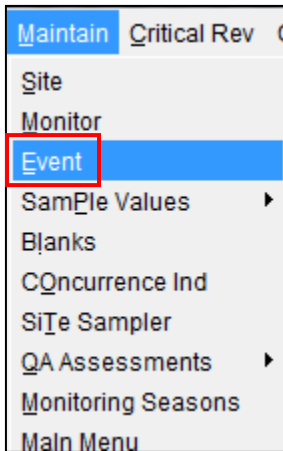 Maintain Critical Rev
Site
Monitor
Event
SamPle Values
Blanks
COncurrence Ind
SiTe Sampler
QA Assessments
Monitoring Seasons
MaIn Menu